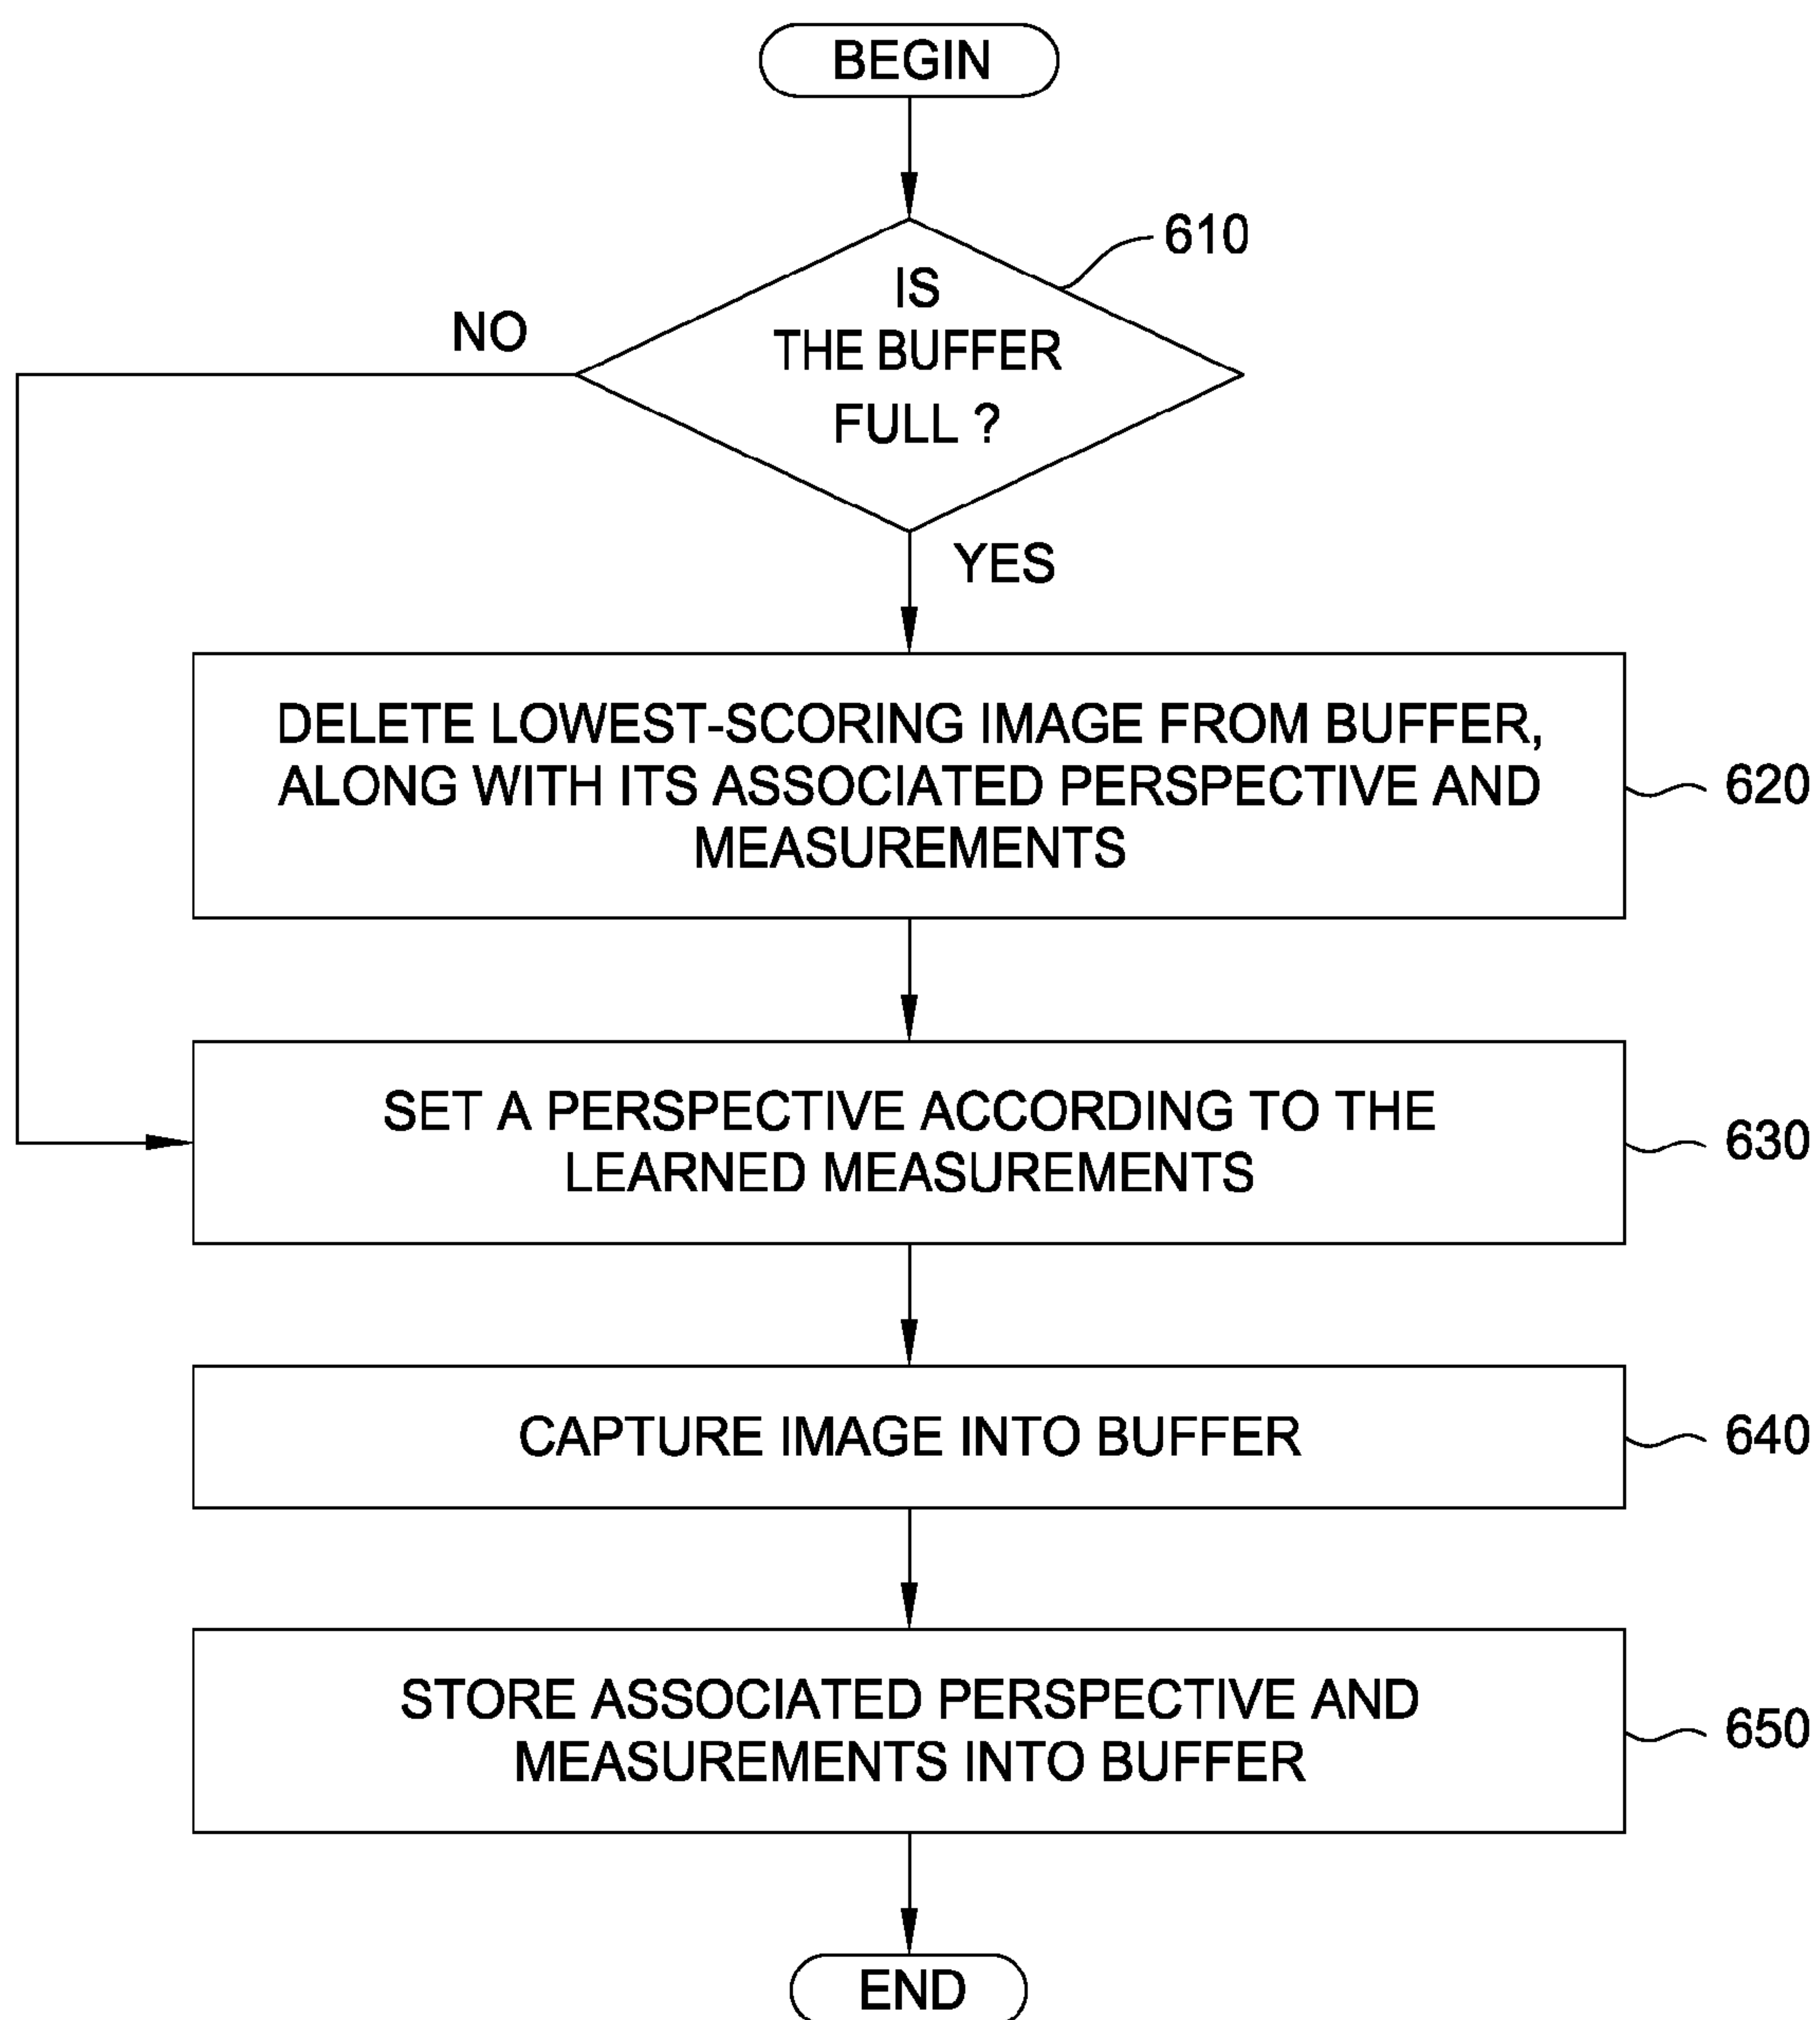 BEGIN
610
IS
THE BUFFER
FULL ?
NO
YES
DELETE LOWEST-SCORING IMAGE FROM BUFFER,
ALONG WITH ITS ASSOCIATED PERSPECTIVE AND
MEASUREMENTS
620
SET A PERSPECTIVE ACCORDING TO THE
LEARNED MEASUREMENTS
630
CAPTURE IMAGE INTO BUFFER
640
STORE ASSOCIATED PERSPECTIVE AND
MEASUREMENTS INTO BUFFER
650
END